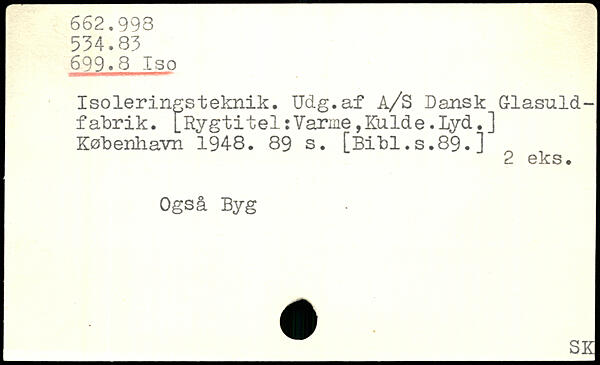 662.998
534.83
699.8 Iso
Isoleringsteknik. Udg.af A/S Dansk Glasuld-
fabrik. [Rygtitel:Varme,Kulde.Lyd.]
København 1948. 89 s. [Bibl.s.89.]
2 eks.
Også Byg
SK